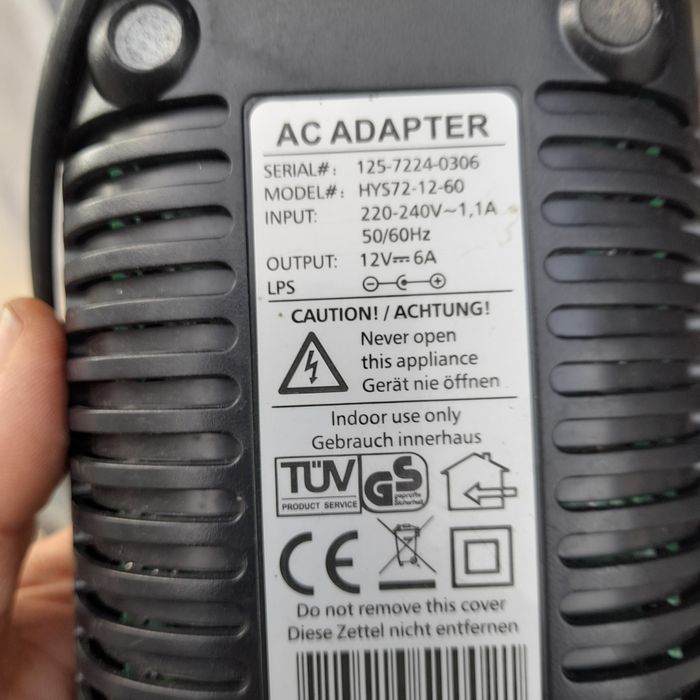 AC ADAPTER
SERIAL#: 125-7224-0306
MODEL#: HYS72-12-60
INPUT: 220-240V~1,1A
50/60Hz
OUTPUT: 12V⎓6A
LPS
CAUTION! / ACHTUNG!
Never open
this appliance
Gerät nie öffnen
Indoor use only
Gebrauch innerhaus
TÜV
PRODUCT SERVICE
GS
geprüfte
Sicherheit
CE
Do not remove this cover
Diese Zettel nicht entfernen